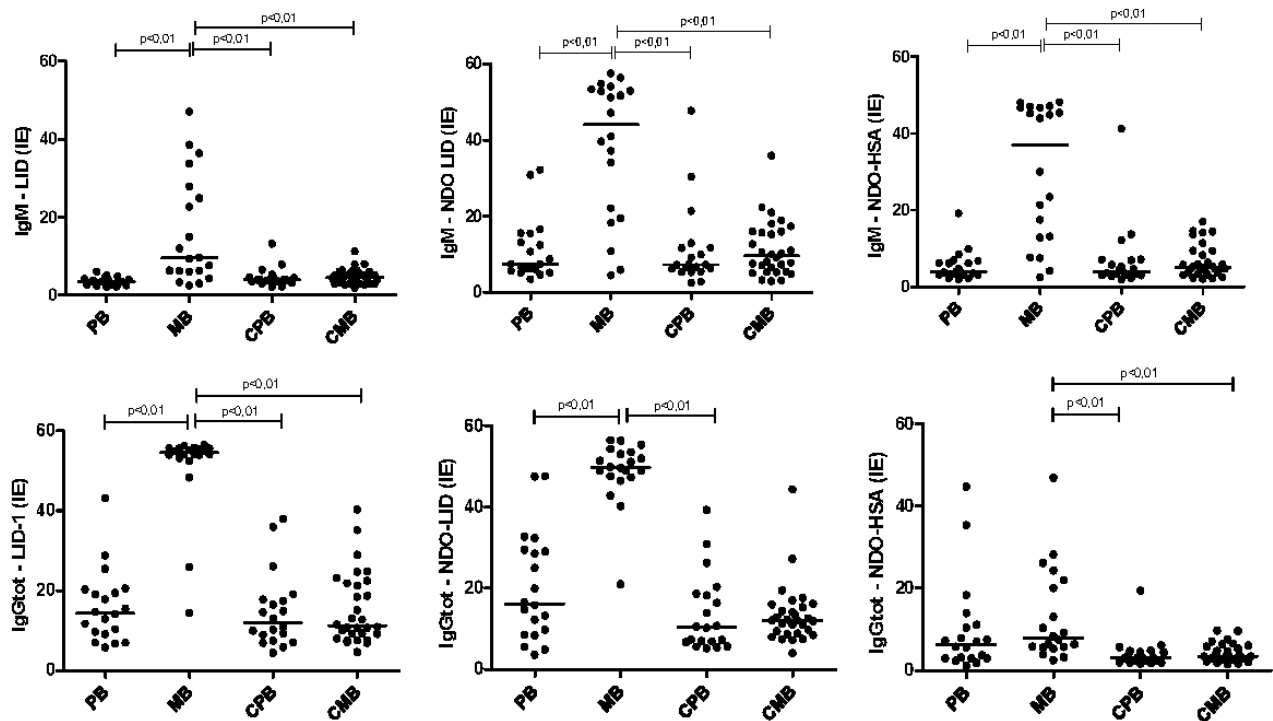 p<0,01
p<0,01 p<0,01
IgM - LID (IE)
60
40
20
0
PB MB CPB CMB
p<0,01
p<0,01 p<0,01
IgM - NDO LID (IE)
60
40
20
0
PB MB CPB CMB
p<0,01
p<0,01 p<0,01
IgM - NDO-HSA (IE)
60
40
20
0
PB MB CPB CMB
p<0,01
p<0,01 p<0,01
IgGtot - LID-1 (IE)
60
40
20
0
PB MB CPB CMB
p<0,01 p<0,01
IgGtot - NDO-LID (IE)
60
40
20
0
PB MB CPB CMB
p<0,01
p<0,01
IgGtot - NDO-HSA (IE)
60
40
20
0
PB MB CPB CMB